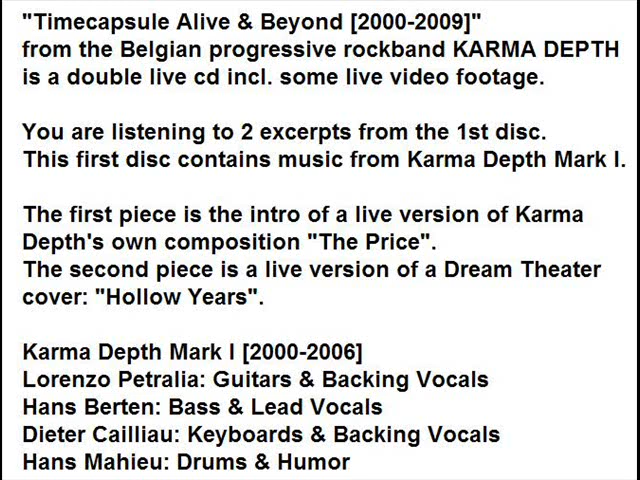 "Timecapsule Alive & Beyond [2000-2009]"
from the Belgian progressive rockband KARMA DEPTH
is a double live cd incl. some live video footage.
You are listening to 2 excerpts from the 1st disc.
This first disc contains music from Karma Depth Mark I.
The first piece is the intro of a live version of Karma
Depth's own composition "The Price".
The second piece is a live version of a Dream Theater
cover: "Hollow Years".
Karma Depth Mark I [2000-2006]
Lorenzo Petralia: Guitars & Backing Vocals
Hans Berten: Bass & Lead Vocals
Dieter Cailliau: Keyboards & Backing Vocals
Hans Mahieu: Drums & Humor